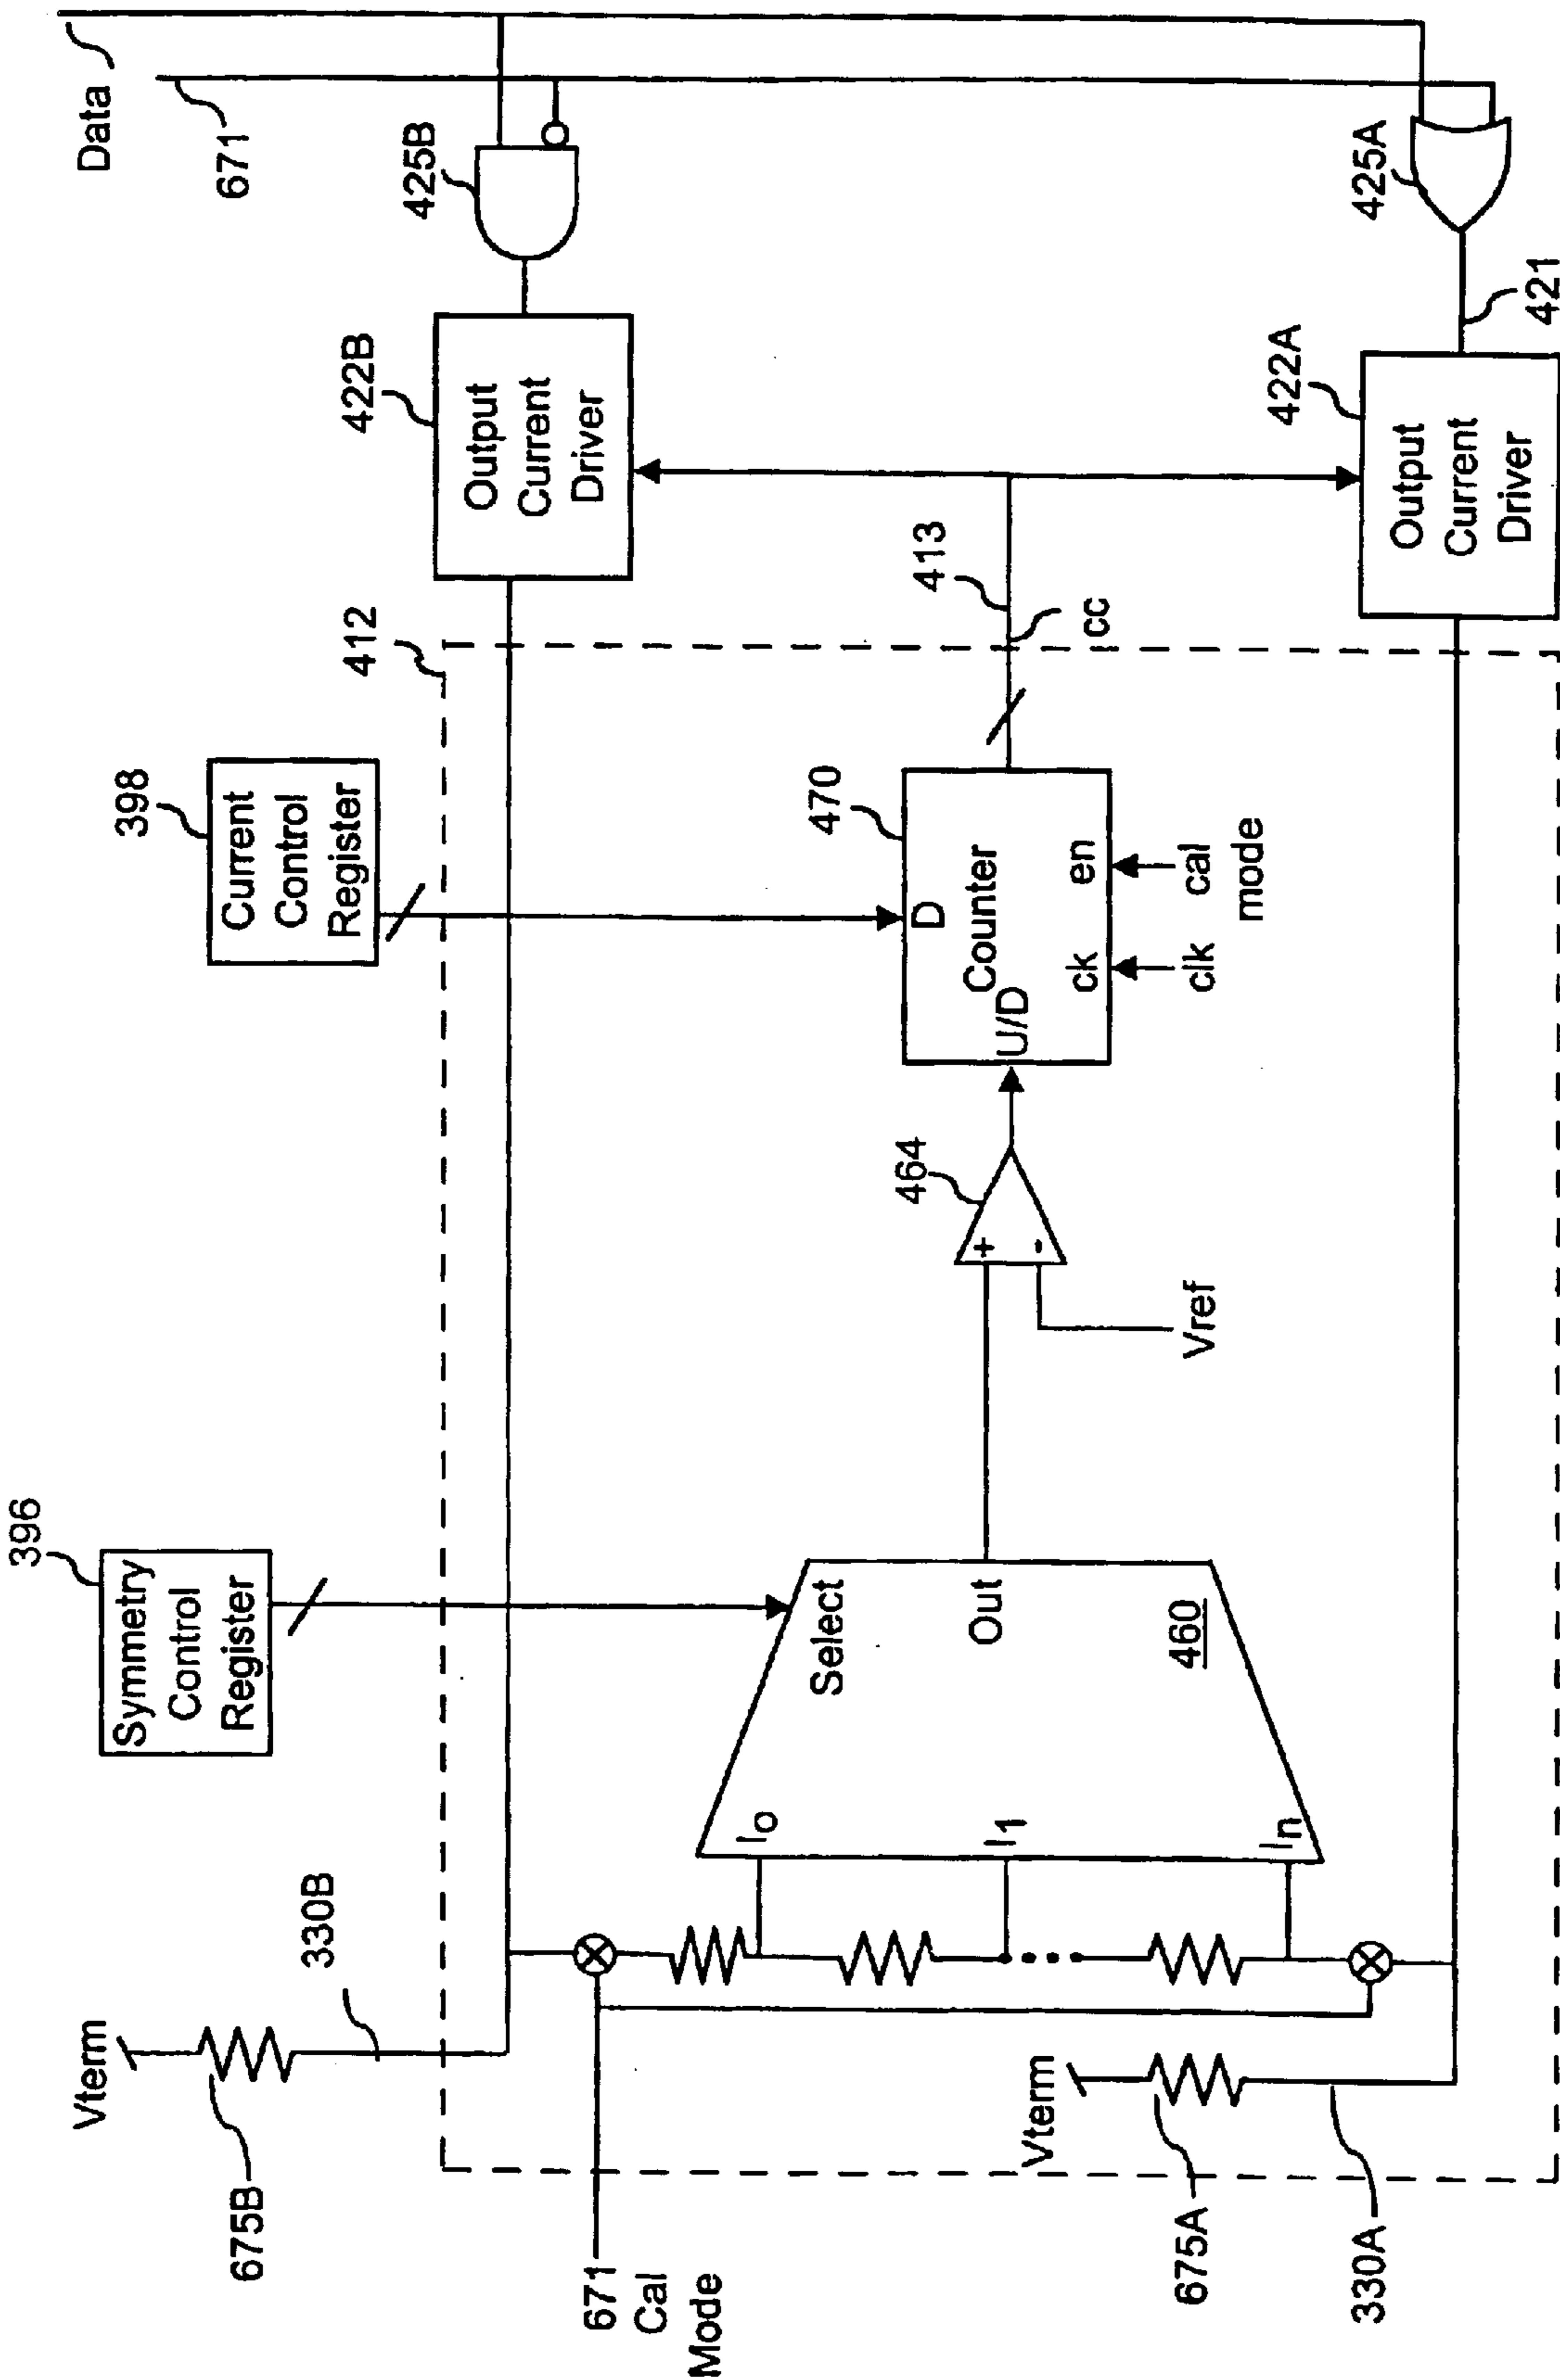 Data
671
425B
425A
421
422B
Output
Current
Driver
422A
Output
Current
Driver
412
413
cc
398
Current
Control
Register
470
D
Counter
U/D
ck
en
clk
cal
mode
464
+
-
Vref
396
Symmetry
Control
Register
Select
Out
460
I0
I1
In
330B
Vterm
675B
671
Cal
Mode
Vterm
675A
330A